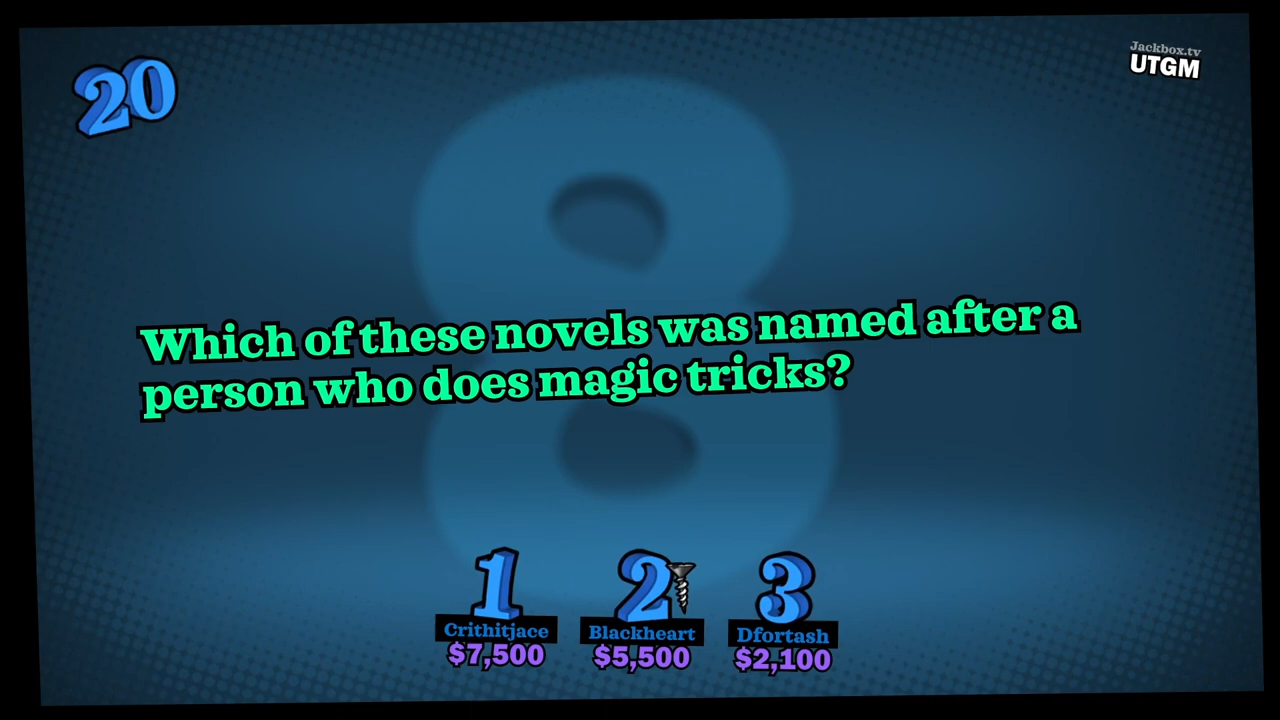 20
Jackbox.tv
UTGM
8
Which of these novels was named after a
person who does magic tricks?
1
2
3
Crithitjace
Blackheart
Dfortash
$7,500
$5,500
$2,100